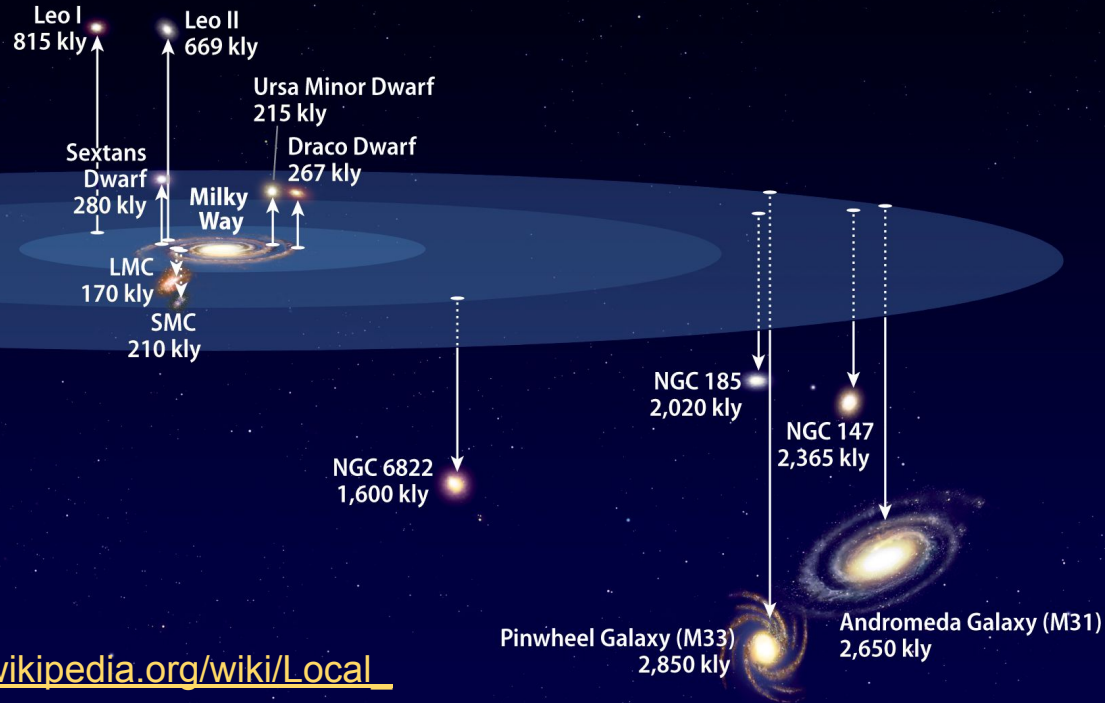 Leo I
815 kly
Leo II
669 kly
Ursa Minor Dwarf
215 kly
Draco Dwarf
267 kly
Sextans
Dwarf
280 kly
Milky
Way
LMC
170 kly
SMC
210 kly
NGC 185
2,020 kly
NGC 147
2,365 kly
NGC 6822
1,600 kly
Andromeda Galaxy (M31)
2,650 kly
Pinwheel Galaxy (M33)
2,850 kly
wikipedia.org/wiki/Local_